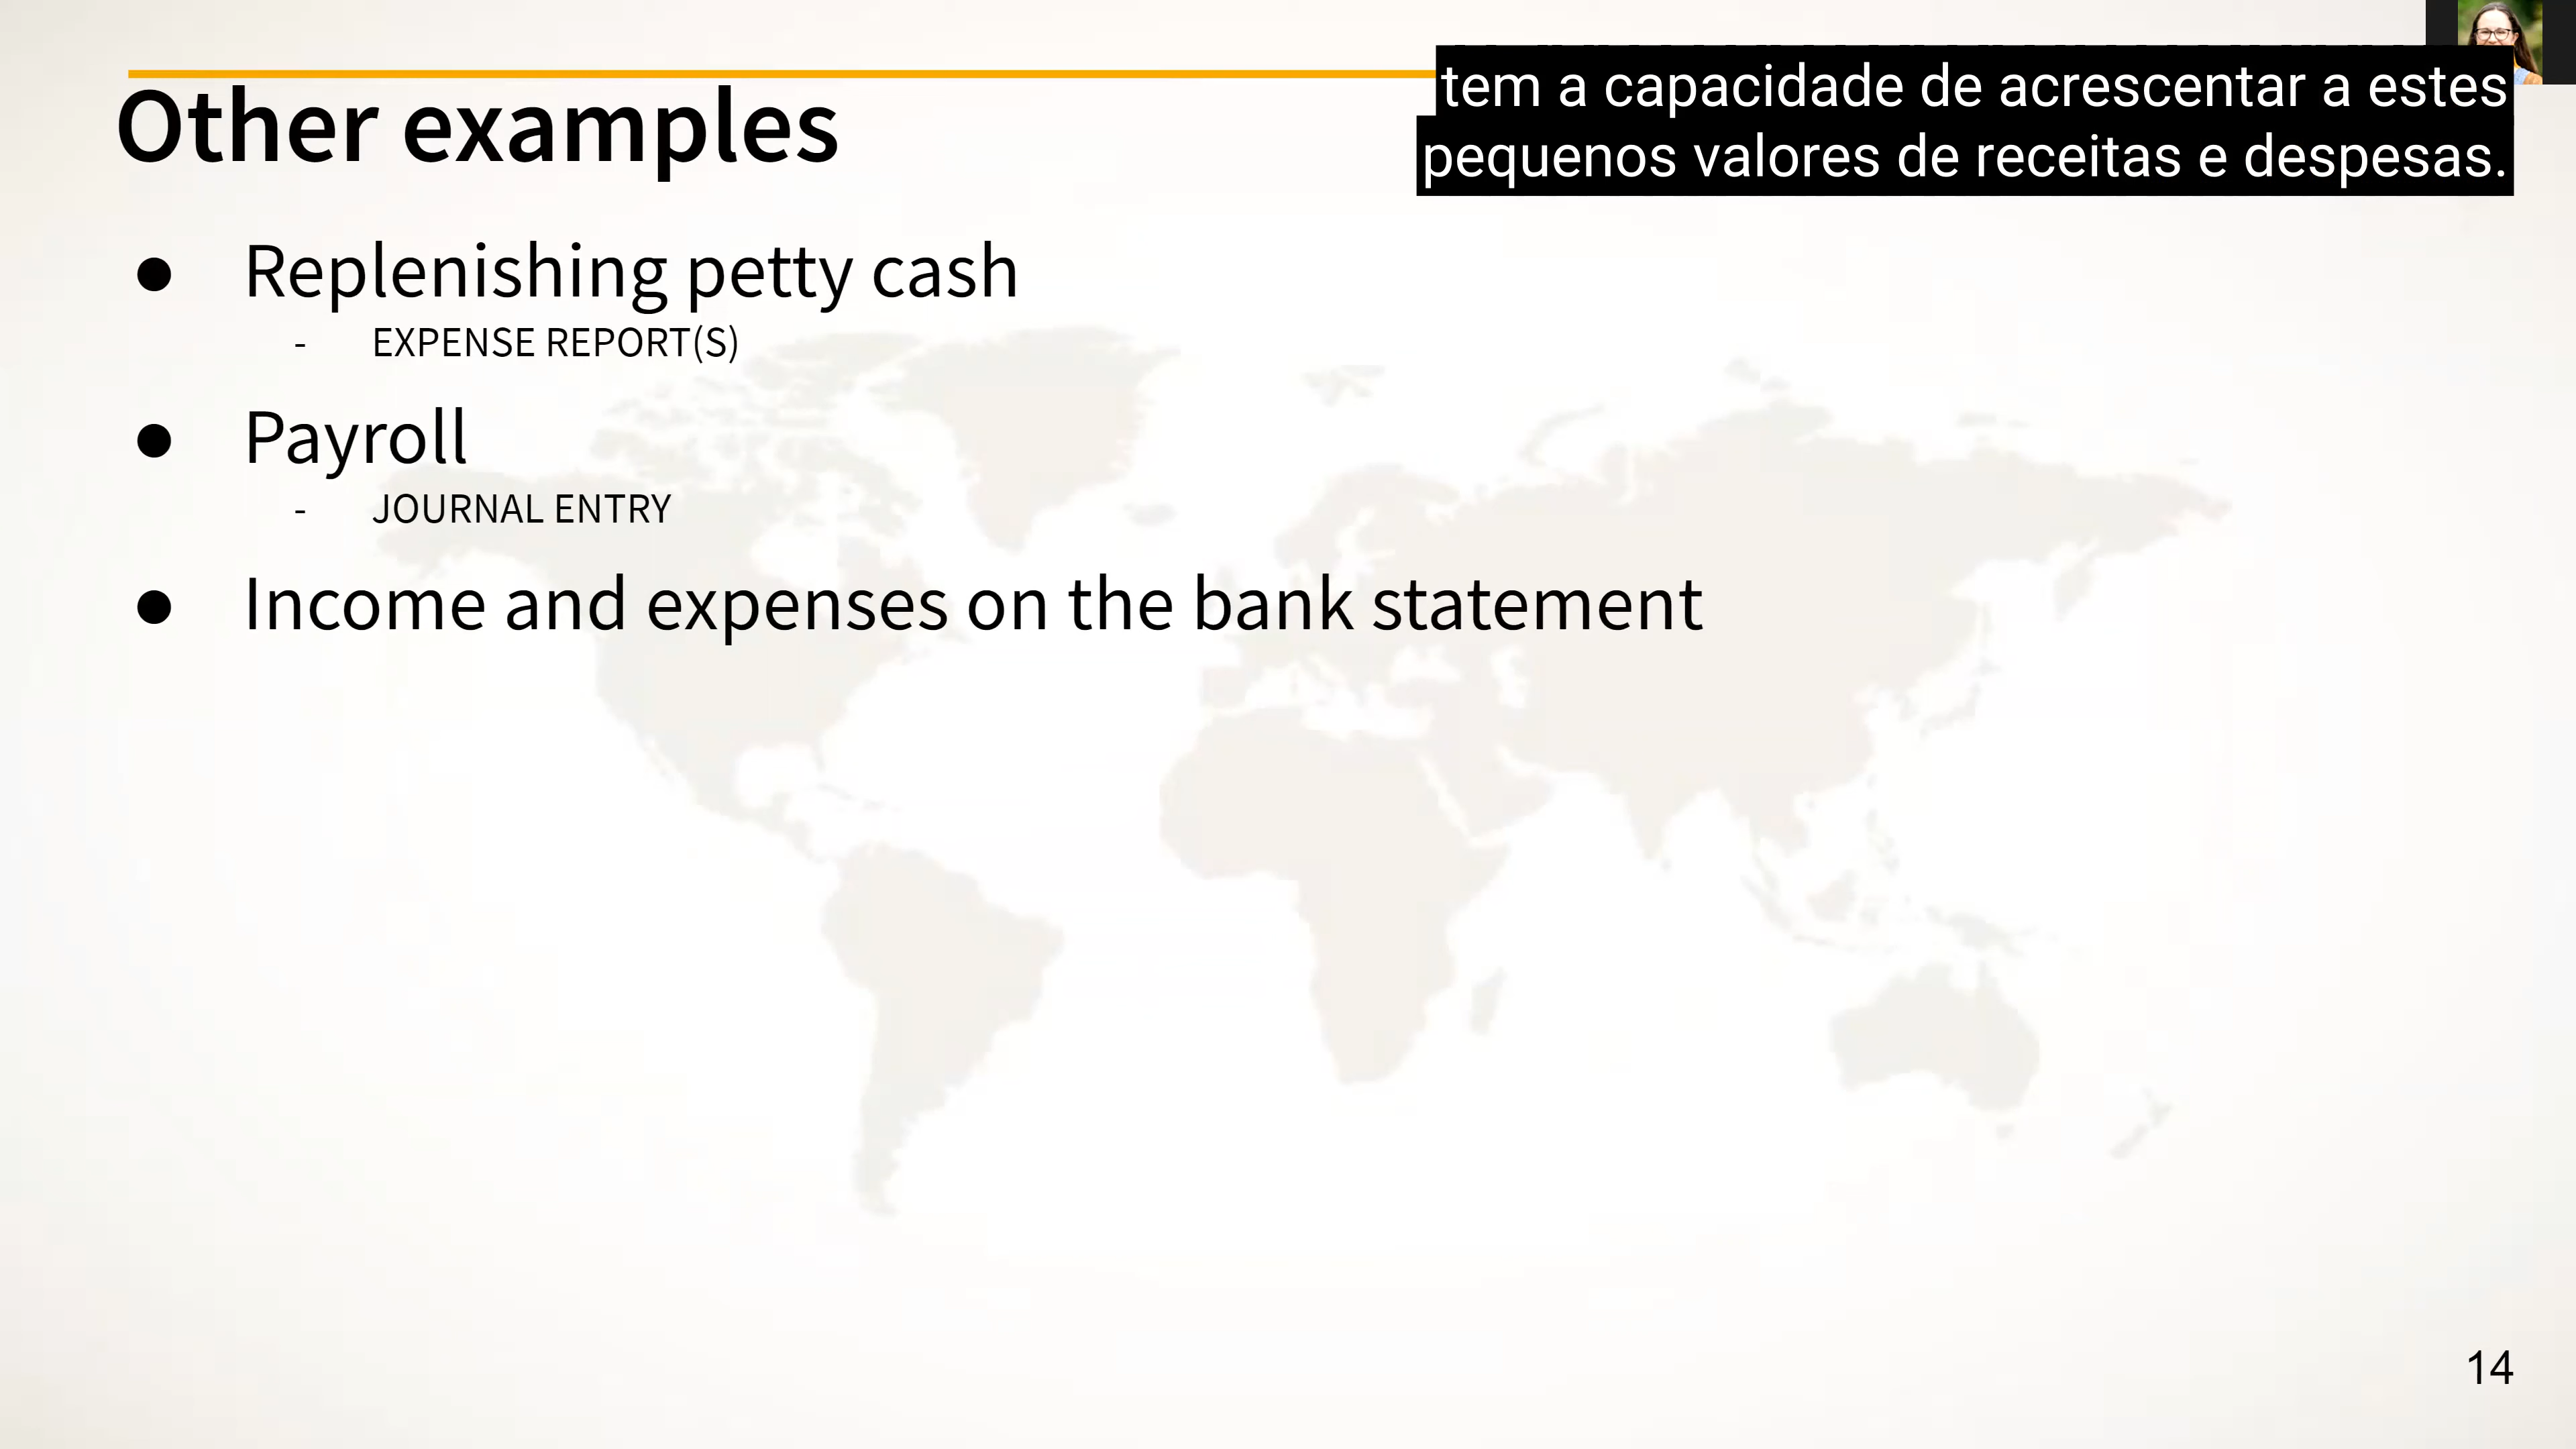 tem a capacidade de acrescentar a estes
pequenos valores de receitas e despesas.
Other examples
● Replenishing petty cash
- EXPENSE REPORT(S)
● Payroll
- JOURNAL ENTRY
● Income and expenses on the bank statement
14